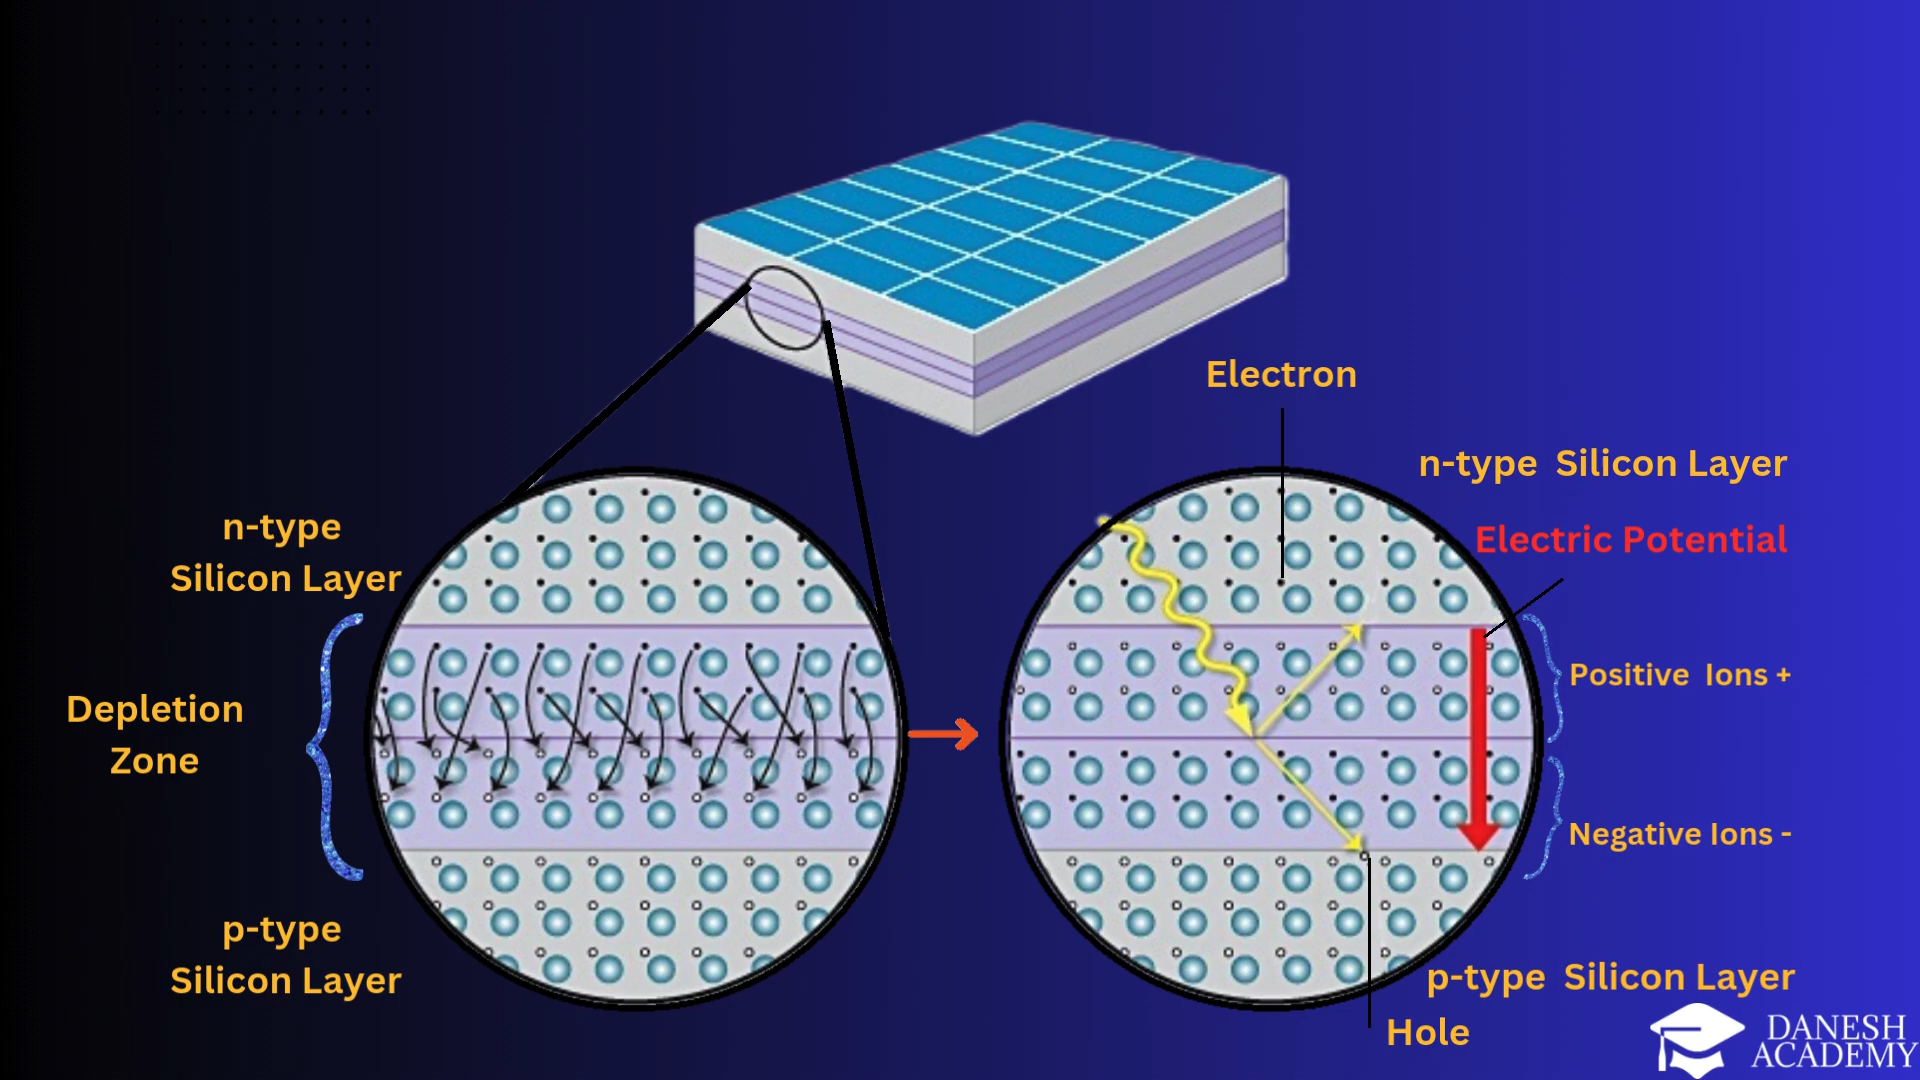 Electron
n-type Silicon Layer
Electric Potential
n-type
Silicon Layer
Depletion
Zone
Positive Ions +
Negative Ions -
p-type
Silicon Layer
p-type Silicon Layer
Hole
DANESH
ACADEMY